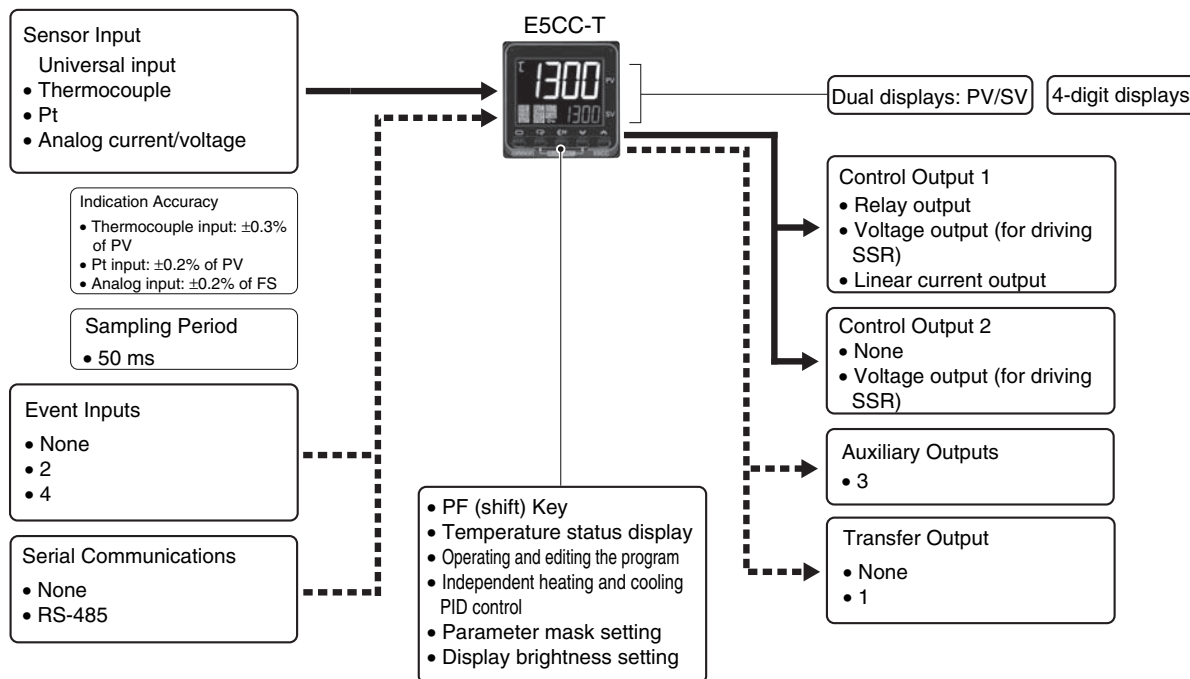 E5CC-T
Sensor Input
Universal input
• Thermocouple
• Pt
• Analog current/voltage
Indication Accuracy
• Thermocouple input: ±0.3%
of PV
• Pt input: ±0.2% of PV
• Analog input: ±0.2% of FS
Sampling Period
• 50 ms
Event Inputs
• None
• 2
• 4
Serial Communications
• None
• RS-485
1300
PV
1300
SV
• PF (shift) Key
• Temperature status display
• Operating and editing the program
• Independent heating and cooling
PID control
• Parameter mask setting
• Display brightness setting
Dual displays: PV/SV
4-digit displays
Control Output 1
• Relay output
• Voltage output (for driving
SSR)
• Linear current output
Control Output 2
• None
• Voltage output (for driving
SSR)
Auxiliary Outputs
• 3
Transfer Output
• None
• 1